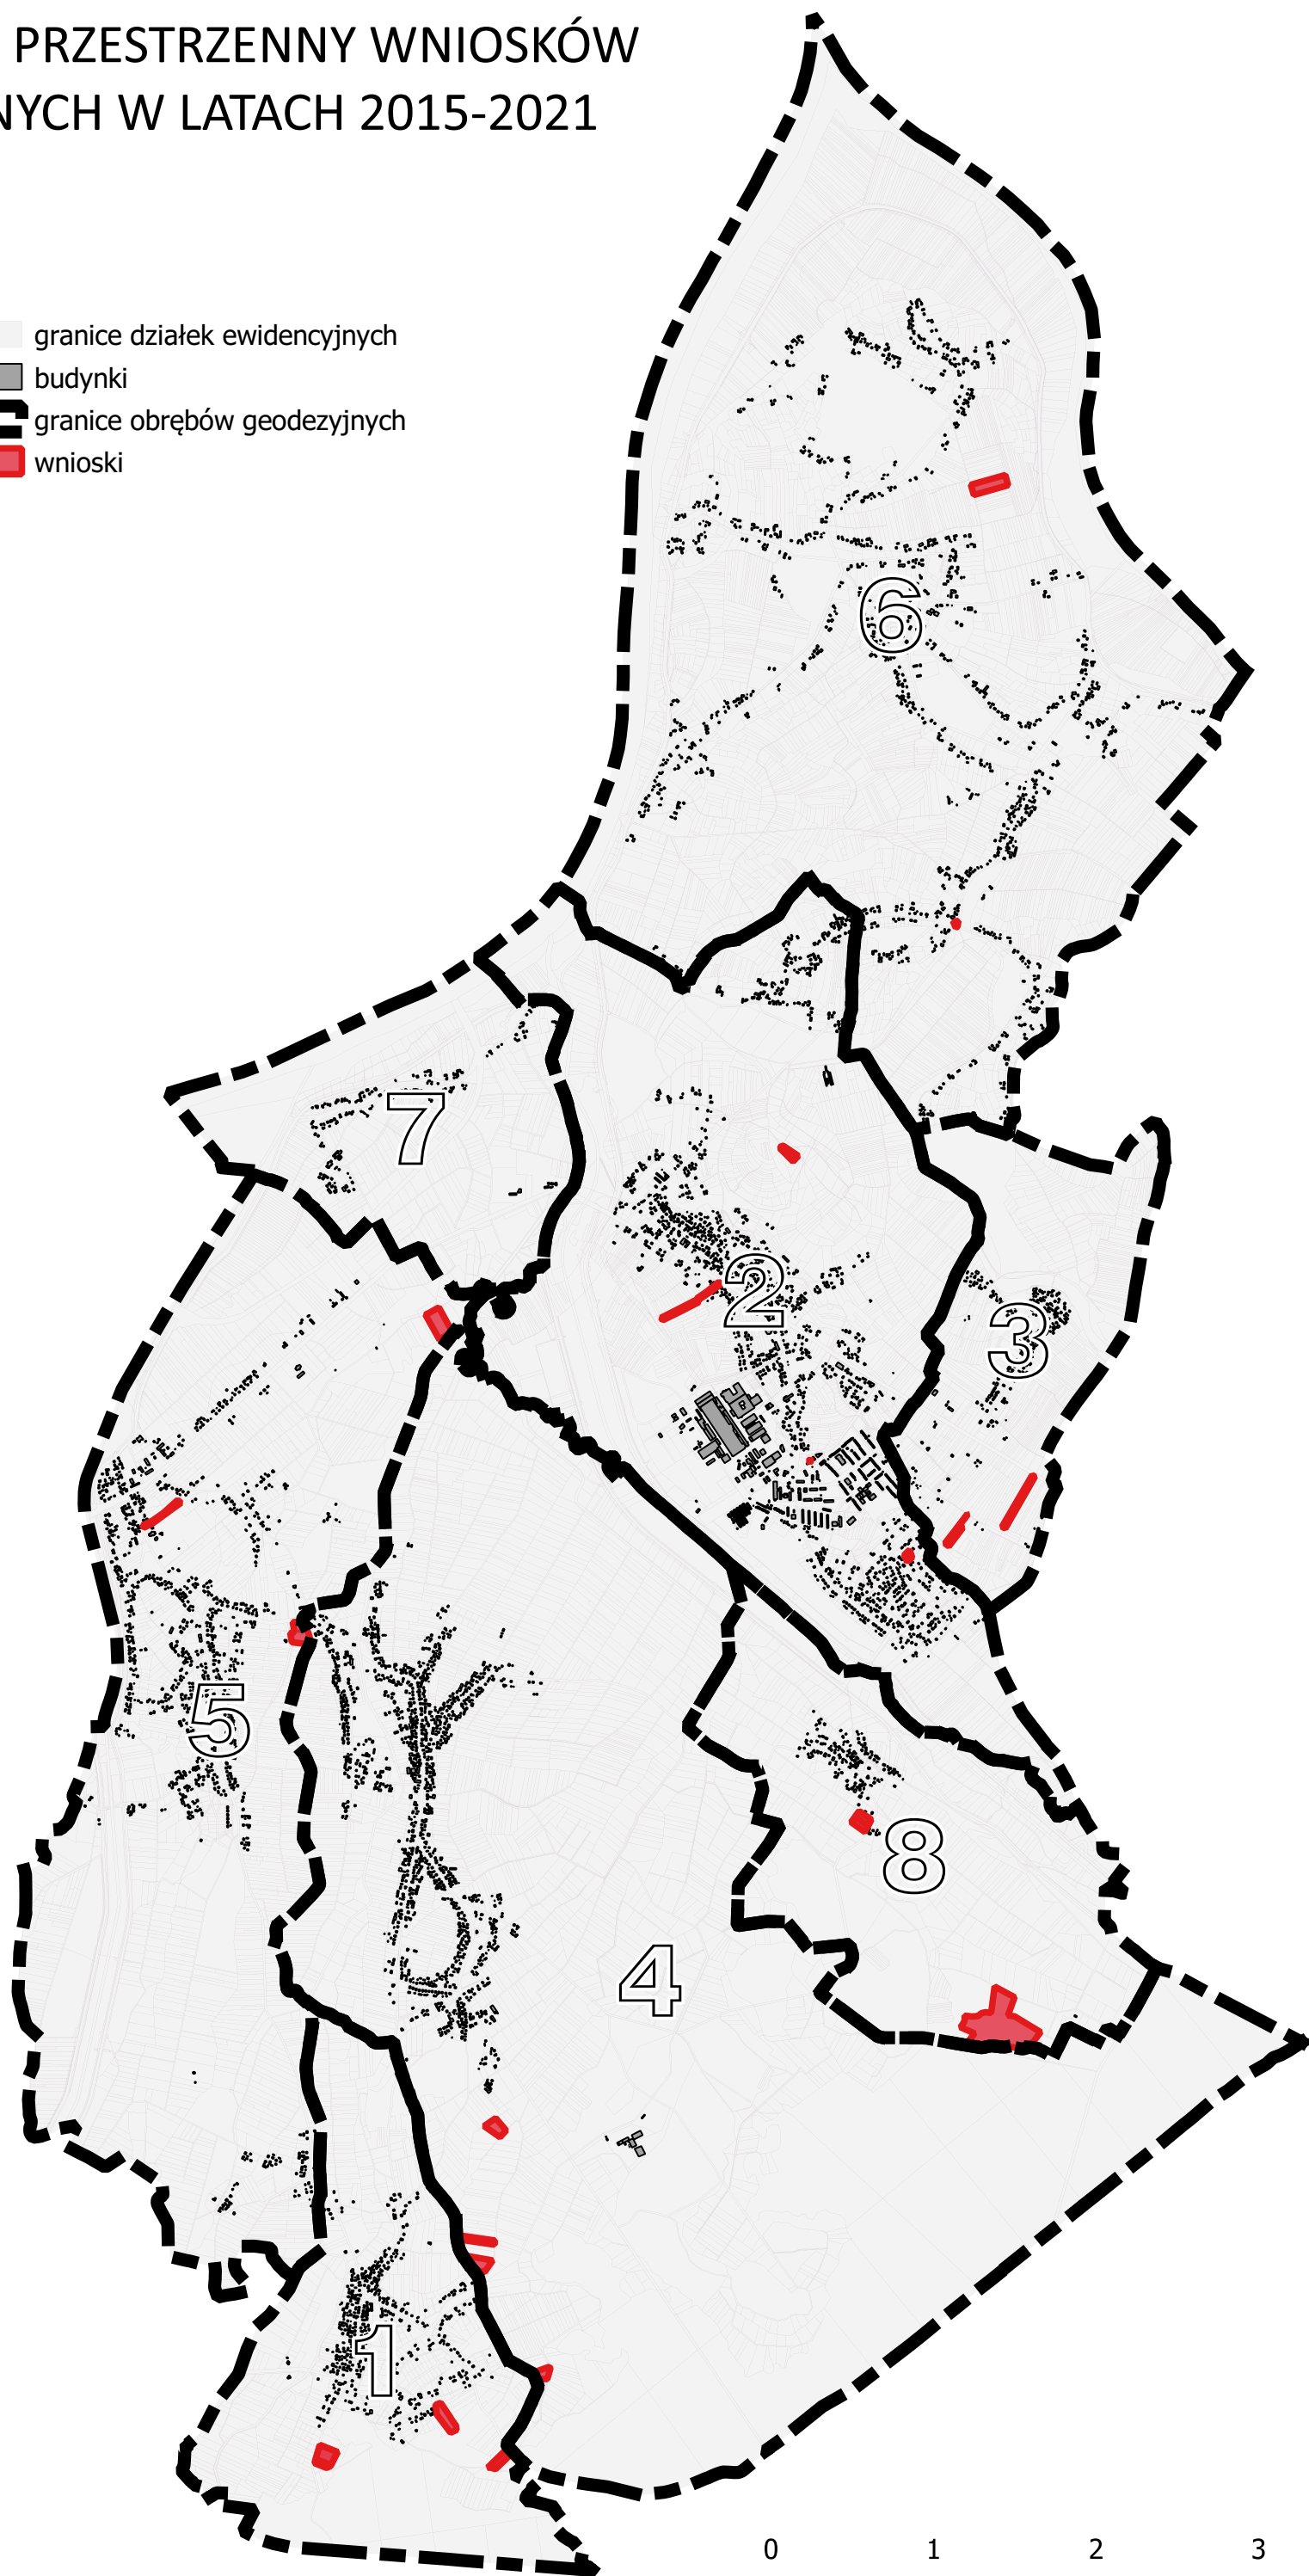 PRZESTRZENNY WNIOSKÓW
NYCH W LATACH 2015-2021
granice działek ewidencyjnych
budynki
granice obrębów geodezyjnych
wnioski
6
7
2
3
5
8
4
1
0 1 2 3